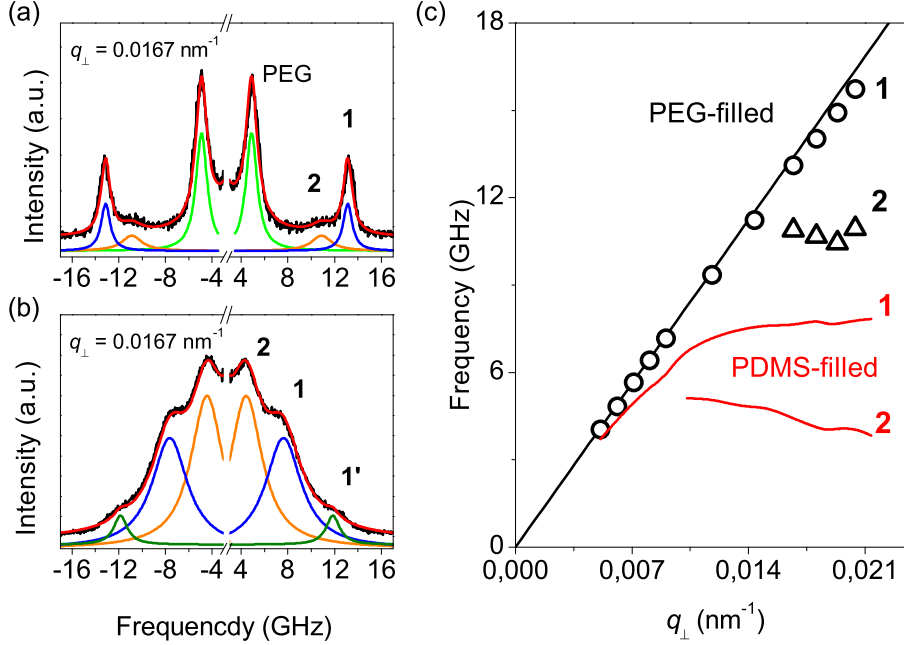 (a)
q⊥ = 0.0167 nm⁻¹
PEG
1
2
Intensity (a.u.)
-16 -12 -8 -4 4 8 12 16
(b)
q⊥ = 0.0167 nm⁻¹
2
1
1'
Intensity (a.u.)
-16 -12 -8 -4 4 8 12 16
Frequencdy (GHz)
(c)
18
12
6
0
Frequency (GHz)
PEG-filled
1
2
1
PDMS-filled
2
0,000 0,007 0,014 0,021
q⊥ (nm⁻¹)